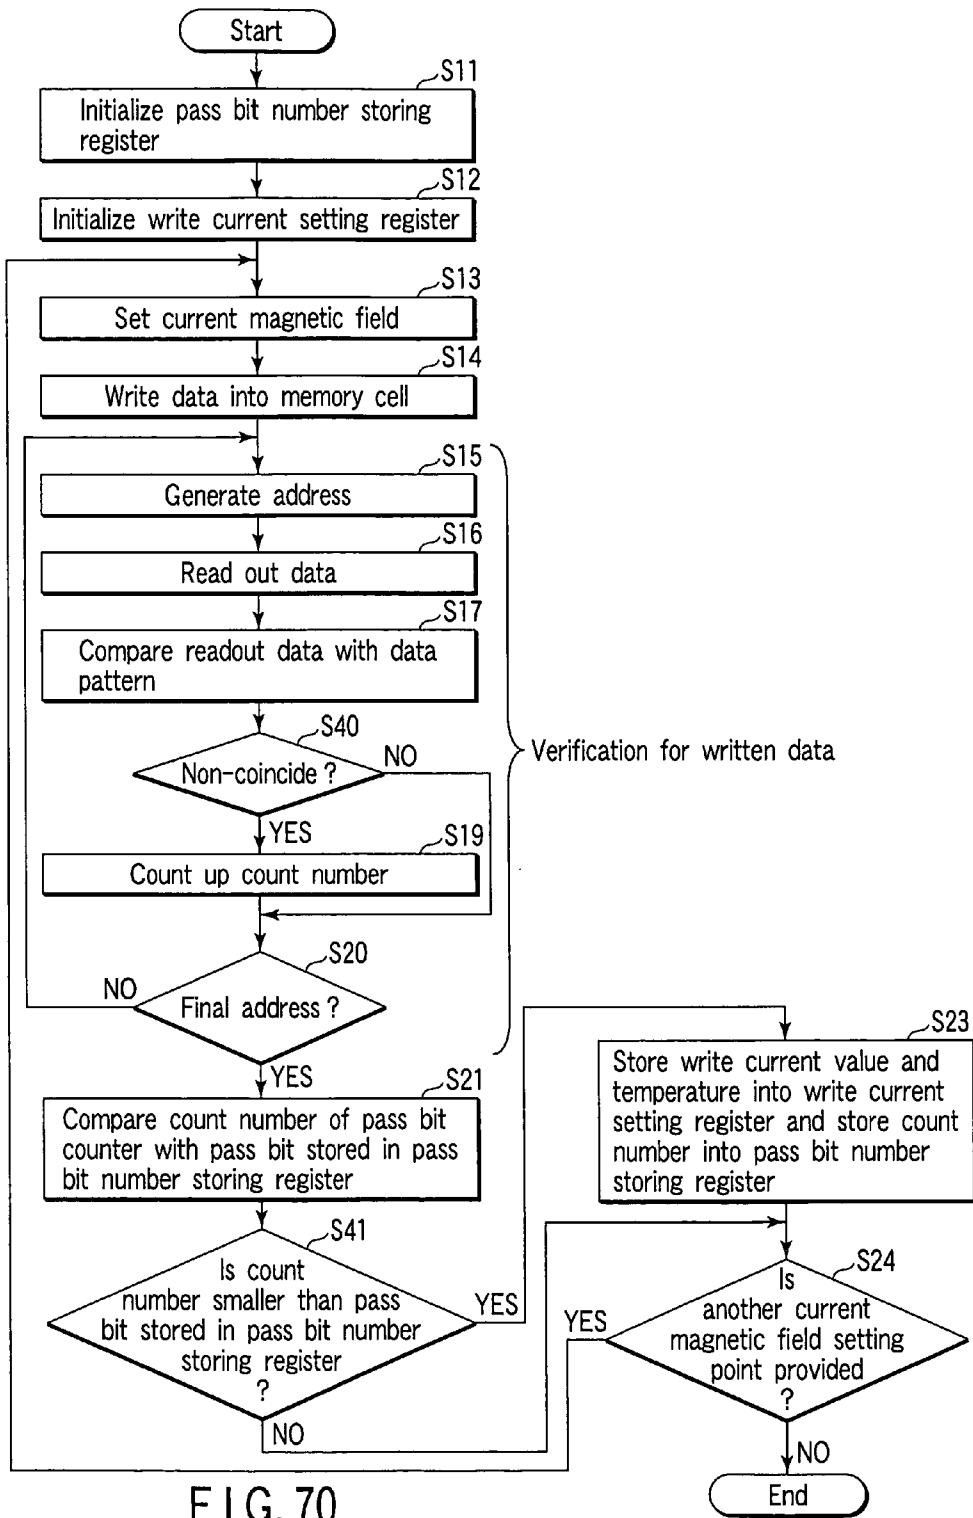 Start
S11
Initialize pass bit number storing
register
S12
Initialize write current setting register
S13
Set current magnetic field
S14
Write data into memory cell
S15
Generate address
S16
Read out data
S17
Compare readout data with data
pattern
S40
Non-coincide ?
NO
YES
Verification for written data
S19
Count up count number
S20
Final address ?
NO
YES
S21
Compare count number of pass bit
counter with pass bit stored in pass
bit number storing register
S41
Is count
number smaller than pass
bit stored in pass bit number
storing register
?
YES
NO
S23
Store write current value and
temperature into write current
setting register and store count
number into pass bit number
storing register
S24
Is
another current
magnetic field setting
point provided
?
YES
NO
End
FIG. 70